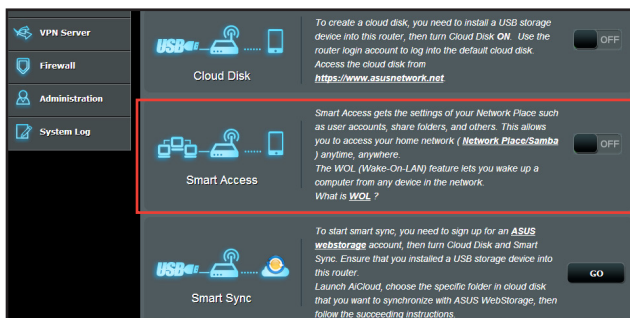 VPN Server
Firewall
Administration
System Log
USB
Cloud Disk
To create a cloud disk, you need to install a USB storage
device into this router, then turn Cloud Disk ON. Use the
router login account to log into the default cloud disk.
Access the cloud disk from
https://www.asusnetwork.net.
OFF
Smart Access
Smart Access gets the settings of your Network Place such
as user accounts, share folders, and others. This allows
you to access your home network ( Network Place/Samba
) anytime, anywhere.
The WOL (Wake-On-LAN) feature lets you wake up a
computer from any device in the network.
What is WOL ?
OFF
USB
Smart Sync
To start smart sync, you need to sign up for an ASUS
webstorage account, then turn Cloud Disk and Smart
Sync. Ensure that you installed a USB storage device into
this router.
Launch AiCloud, choose the specific folder in cloud disk
that you want to synchronize with ASUS WebStorage, then
follow the succeeding instructions.
GO